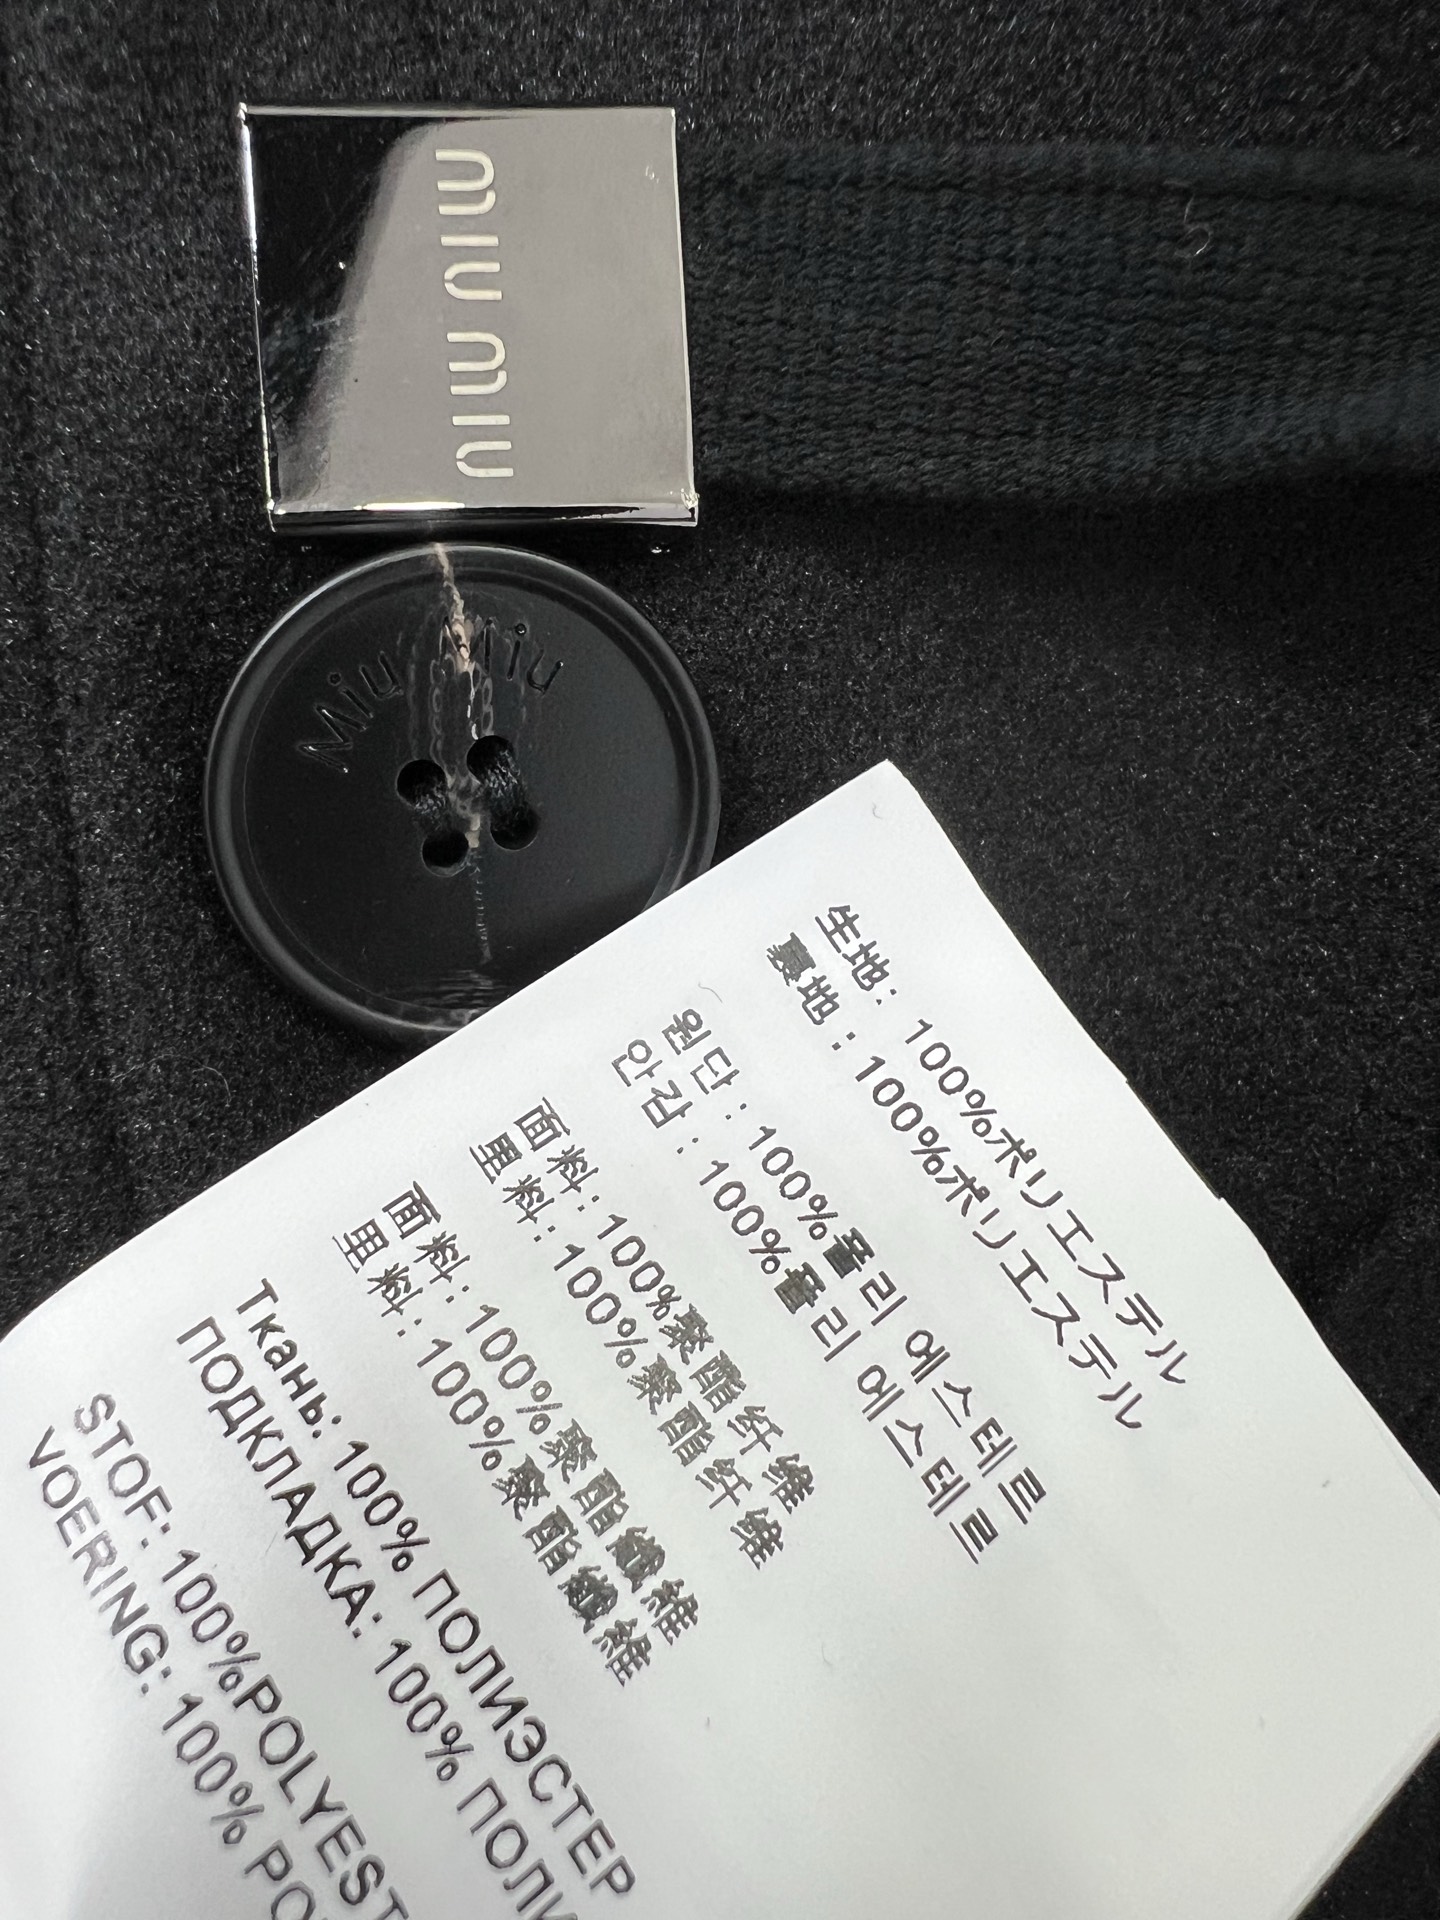 miu miu
Miu Miu
生地: 100%ポリエステル
裏地: 100%ポリエステル
원단: 100%폴리 에스테르
안감: 100%폴리 에스테르
面料: 100%聚酯纤维
里料: 100%聚酯纤维
面料: 100%聚酯纖維
里料: 100%聚酯纖維
Ткань: 100% ПОЛИЭСТЕР
ПОДКЛАДКА: 100% ПОЛИ
STOF: 100%POLYEST
VOERING: 100% PO